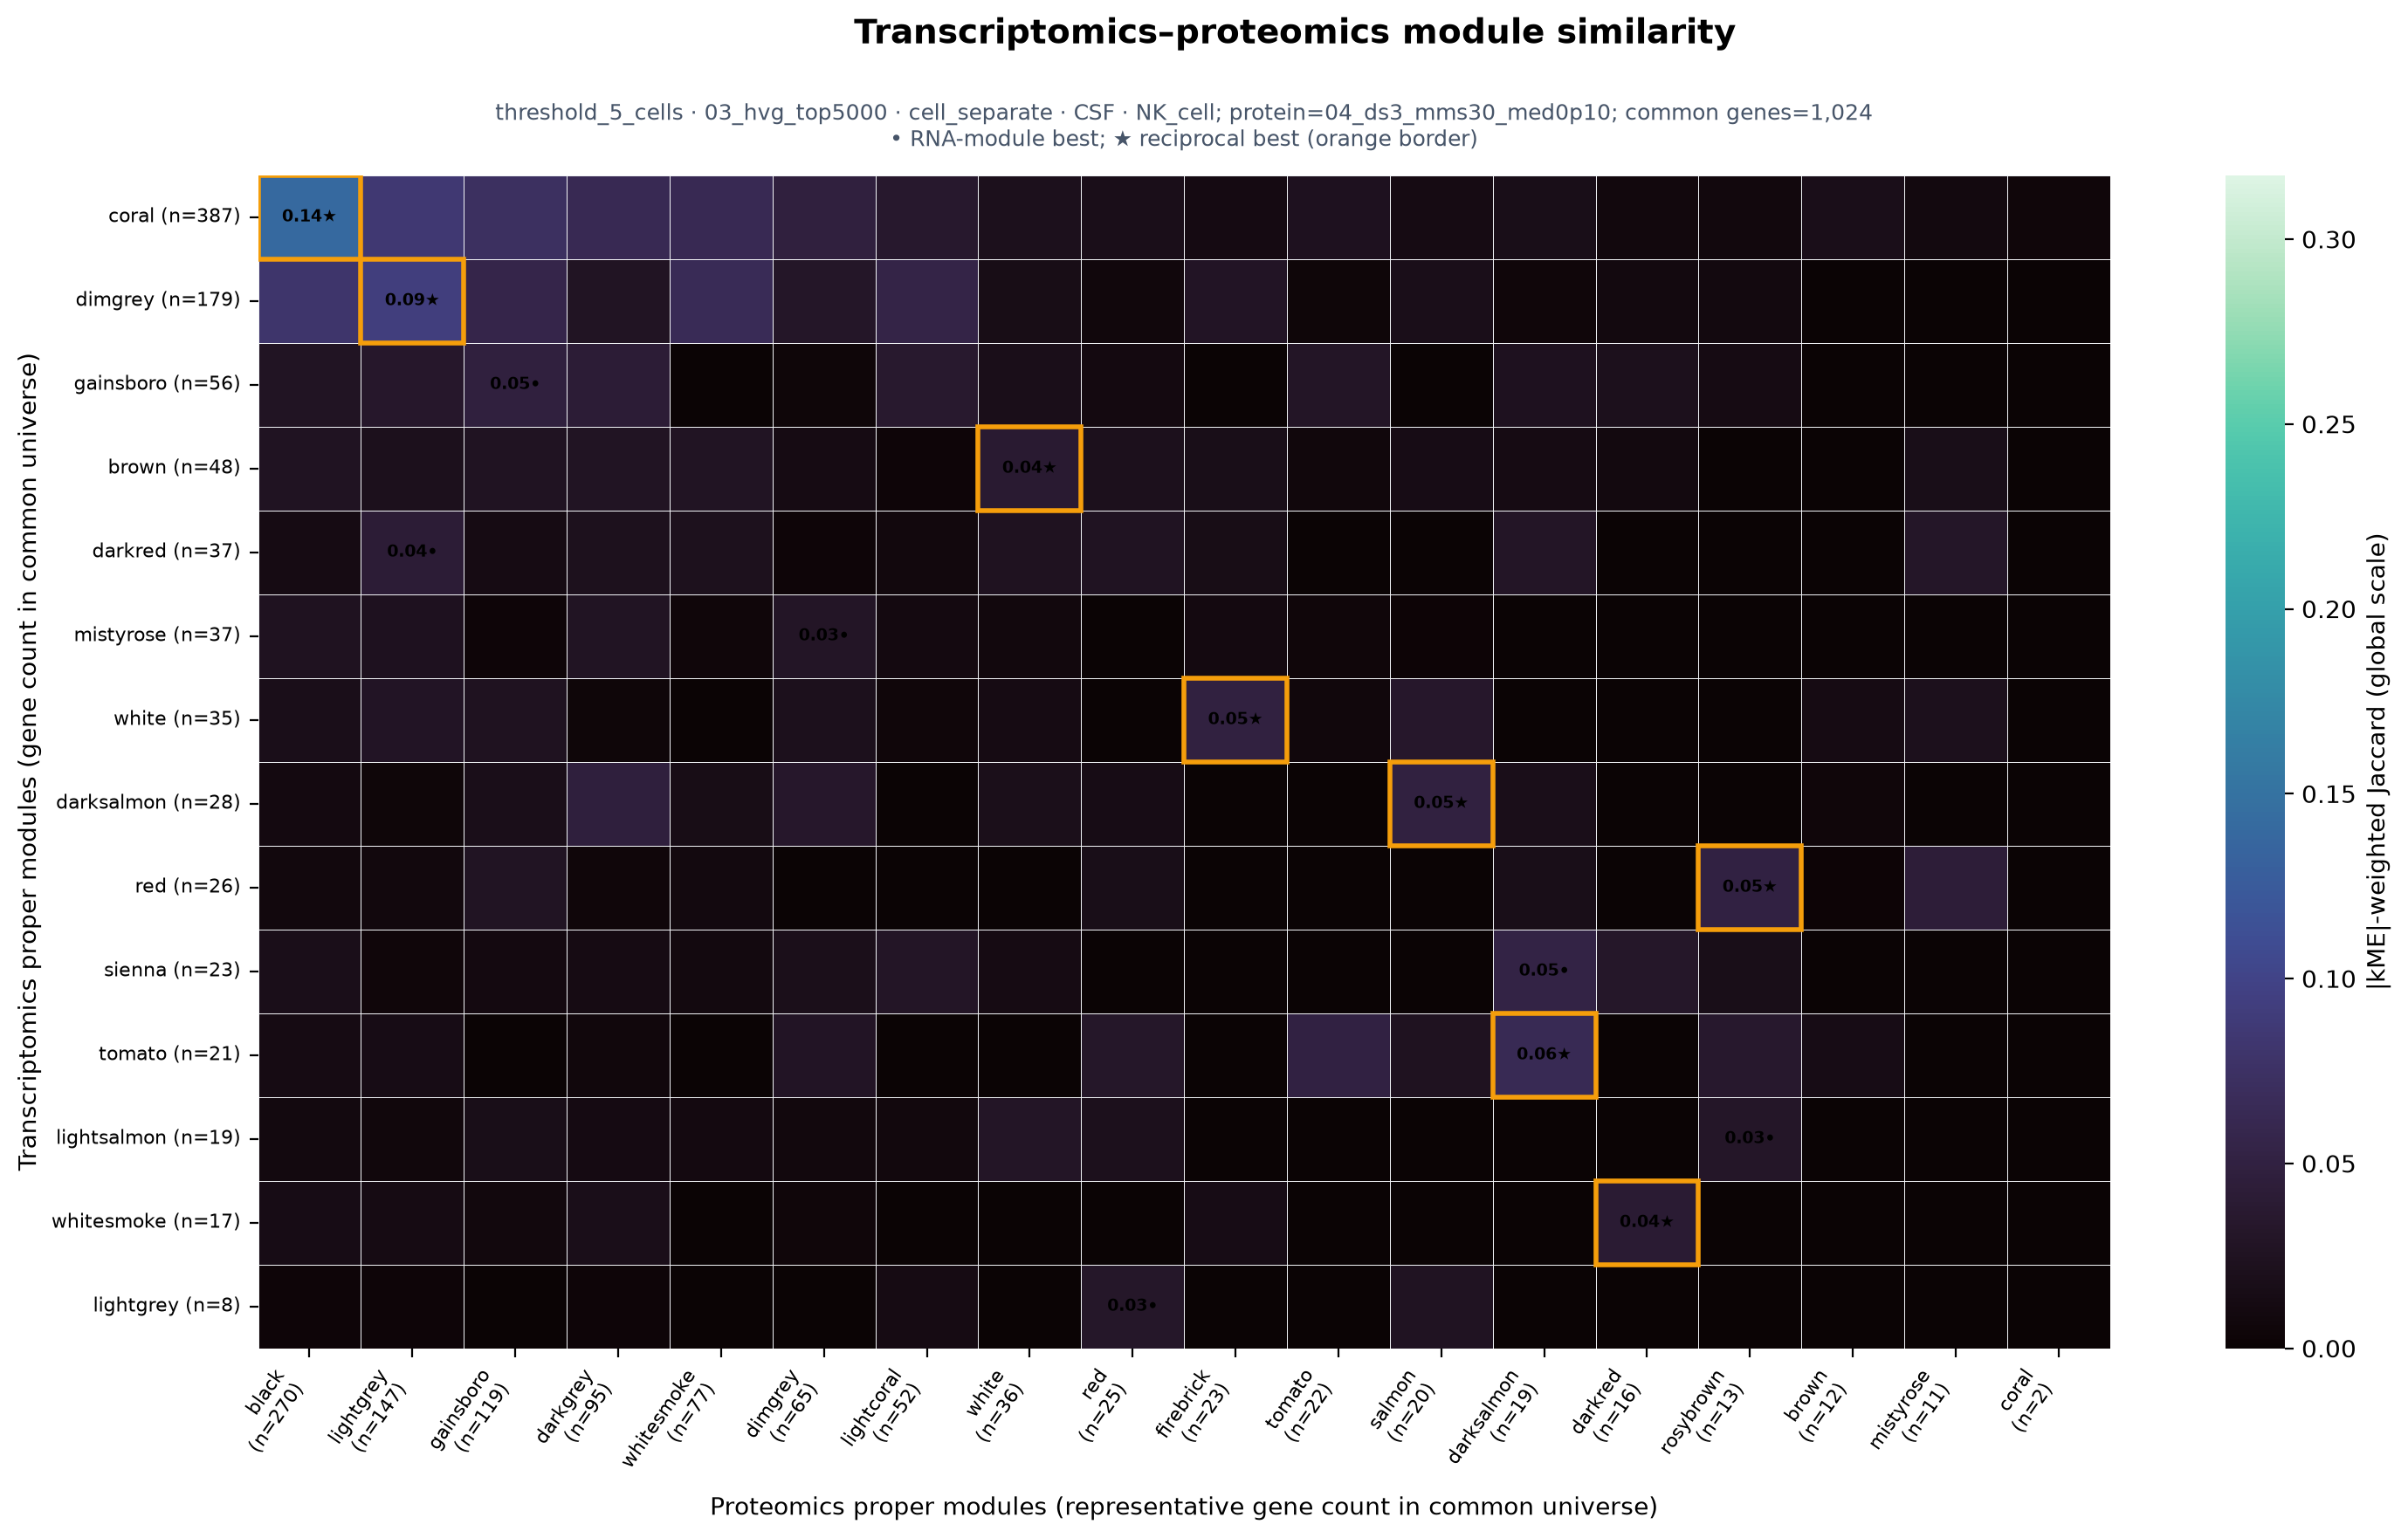 Transcriptomics–proteomics module similarity
threshold_5_cells · 03_hvg_top5000 · cell_separate · CSF · NK_cell; protein=04_ds3_mms30_med0p10; common genes=1,024
• RNA-module best; ★ reciprocal best (orange border)
Transcriptomics proper modules (gene count in common universe)
coral (n=387)
0.14★
dimgrey (n=179)
0.09★
gainsboro (n=56)
0.05•
brown (n=48)
0.04★
darkred (n=37)
0.04•
mistyrose (n=37)
0.03•
white (n=35)
0.05★
darksalmon (n=28)
0.05★
red (n=26)
0.05★
sienna (n=23)
0.05•
tomato (n=21)
0.06★
lightsalmon (n=19)
0.03•
whitesmoke (n=17)
0.04★
lightgrey (n=8)
0.03•
black
(n=270)
lightgrey
(n=147)
gainsboro
(n=119)
darkgrey
(n=95)
whitesmoke
(n=77)
dimgrey
(n=65)
lightcoral
(n=52)
white
(n=36)
red
(n=25)
firebrick
(n=23)
tomato
(n=22)
salmon
(n=20)
darksalmon
(n=19)
darkred
(n=16)
rosybrown
(n=13)
brown
(n=12)
mistyrose
(n=11)
coral
(n=2)
Proteomics proper modules (representative gene count in common universe)
0.30
0.25
0.20
0.15
0.10
0.05
0.00
|kME|-weighted Jaccard (global scale)